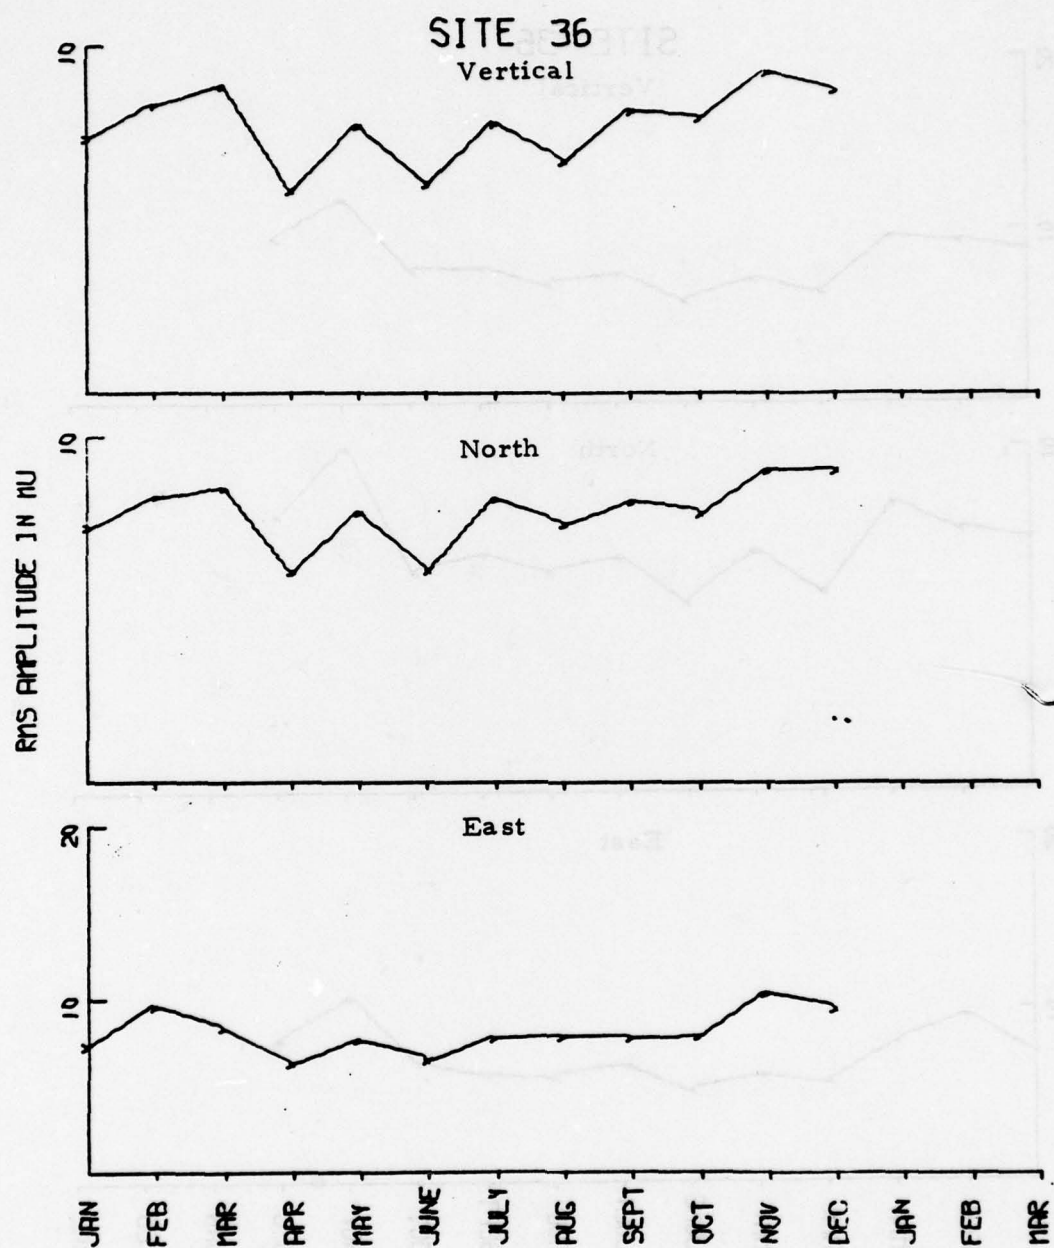 SITE 36
Vertical
10
North
10
RMS AMPLITUDE IN MU
East
20
10
JAN FEB MAR APR MAY JUNE JULY AUG SEPT OCT NOV DEC JAN FEB MAR